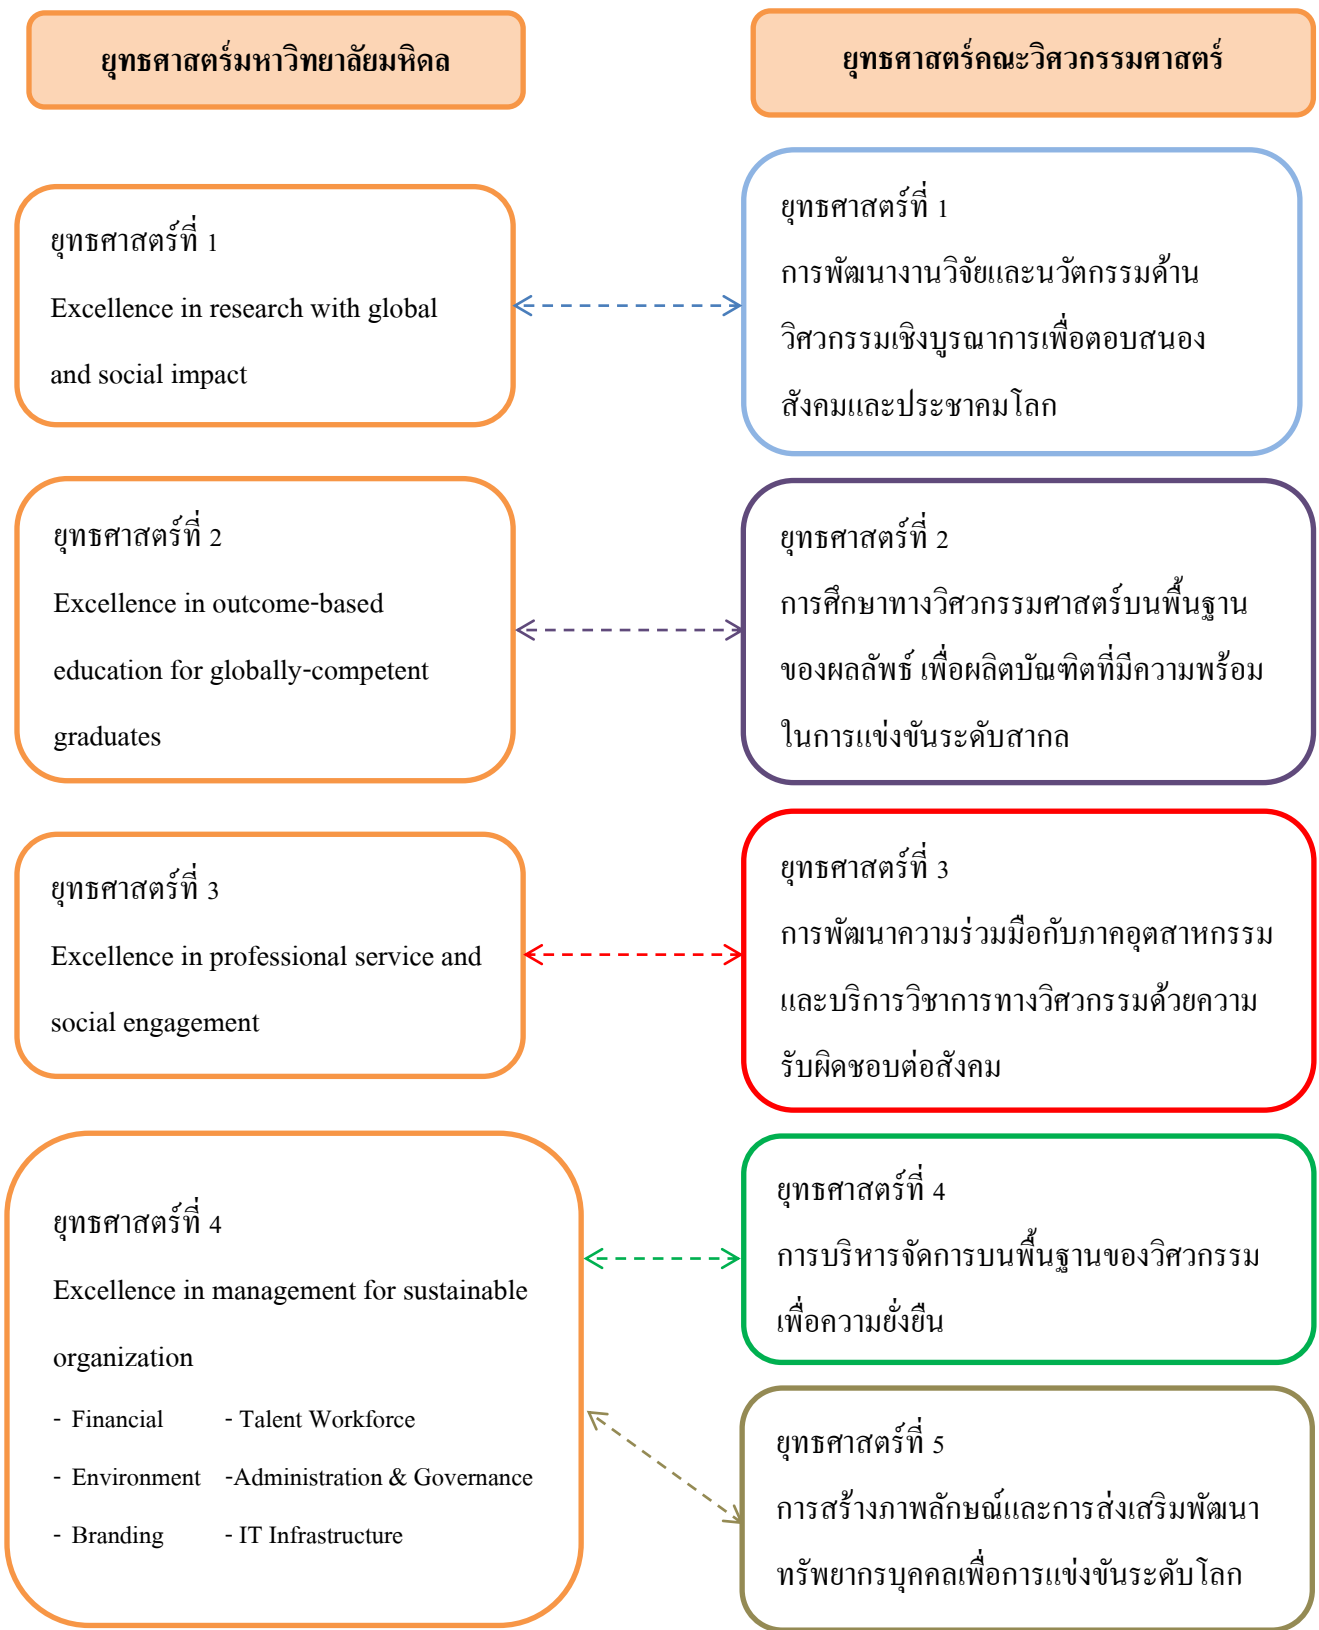 ยุทธศาสตร์มหาวิทยาลัยมหิดล
ยุทธศาสตร์คณะวิศวกรรมศาสตร์
ยุทธศาสตร์ที่ 1
Excellence in research with global
and social impact
ยุทธศาสตร์ที่ 1
การพัฒนางานวิจัยและนวัตกรรมด้าน
วิศวกรรมเชิงบูรณาการเพื่อตอบสนอง
สังคมและประชาคมโลก
ยุทธศาสตร์ที่ 2
Excellence in outcome-based
education for globally-competent
graduates
ยุทธศาสตร์ที่ 2
การศึกษาทางวิศวกรรมศาสตร์บนพื้นฐาน
ของผลลัพธ์ เพื่อผลิตบัณฑิตที่มีความพร้อม
ในการแข่งขันระดับสากล
ยุทธศาสตร์ที่ 3
Excellence in professional service and
social engagement
ยุทธศาสตร์ที่ 3
การพัฒนาความร่วมมือกับภาคอุตสาหกรรม
และบริการวิชาการทางวิศวกรรมด้วยความ
รับผิดชอบต่อสังคม
ยุทธศาสตร์ที่ 4
Excellence in management for sustainable
organization
- Financial - Talent Workforce
- Environment -Administration & Governance
- Branding - IT Infrastructure
ยุทธศาสตร์ที่ 4
การบริหารจัดการบนพื้นฐานของวิศวกรรม
เพื่อความยั่งยืน
ยุทธศาสตร์ที่ 5
การสร้างภาพลักษณ์และการส่งเสริมพัฒนา
ทรัพยากรบุคคลเพื่อการแข่งขันระดับโลก